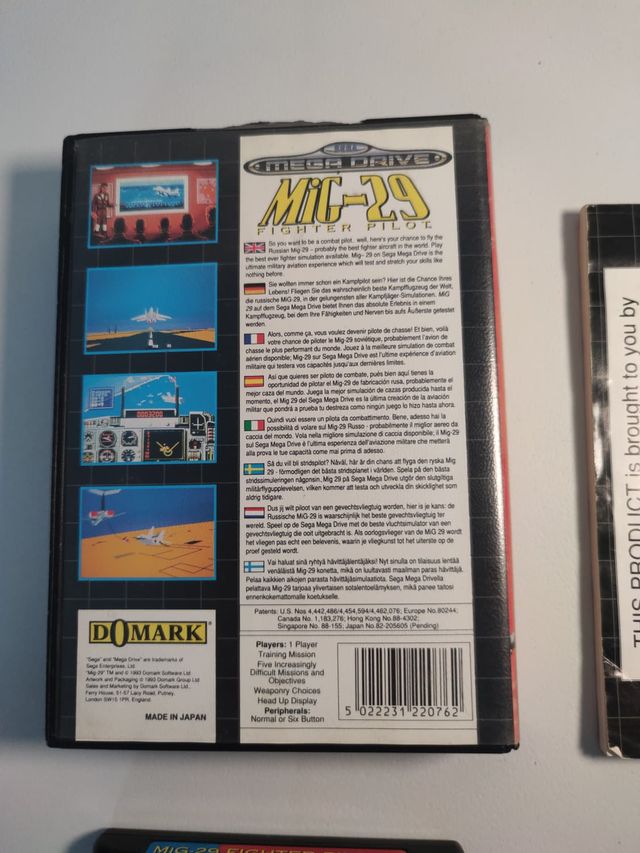 SEGA
MEGA DRIVE
MiG-29
FIGHTER PILOT
So you want to be a combat pilot.. well, here's your chance to fly the
Russian Mig-29 - probably the best fighter aircraft in the world. Play
the best ever fighter simulation available. Mig- 29 on Sega Mega Drive is the
ultimate military aviation experience which will test and stretch your skills like
nothing before.
Sie wollten immer schon ein Kampfpilot sein? Hier ist die Chance Ihres
Lebens! Fliegen Sie das wahrscheinlich beste Kampfflugzeug der Welt,
die russische MiG 29, in der gelungensten aller Kampfjäger-Simulationen. MiG
29 auf dem Sega Mega Drive bietet Ihnen das absolute Erlebnis in einem
Kampfflugzeug, bei dem Ihre Fähigkeiten und Nerven bis aufs Äußerste getestet
werden.
Alors, comme ça, vous voulez devenir pilote de chasse! Et bien, voilà
votre chance de piloter le Mig-29 soviétique, probablement l'avion de
chasse le plus performant du monde. Jouez à la meilleure simulation de combat
aérien disponible; Mig-29 sur Sega Mega Drive est l'ultime expérience d'aviation
militaire qui testera vos capacités jusqu'aux dernières limites.
Asi que quieres ser piloto de combate, pués bien aqui tienes la
oportunidad de pilotar el Mig-29 de fabricación rusa, probablemente el
mejor caza del mundo. Juega la mejor simulación de cazas producida hasta el
momento, el Mig 29 del Sega Mega Drive es la última creación de la aviación
militar que pondrá a prueba tu destreza como ningún juego lo hizo hasta ahora.
Quindi vuoi essere un pilota da combattimento. Bene, adesso hai la
possibilità di volare sul Mig-29 Russo - probabilmente il miglior aereo da
caccia del mondo. Vola nella migliore simulazione di caccia disponibile; il Mig-29
sul Sega Mega Drive é l'ultima esperienza dell'aviazione militare che metterá
alla prova le tue capacità come mai prima di adesso.
Så du vill bli stridspilot? Nåväl, här är din chans att flyga den ryska Mig
29 - förmodligen det bästa stridsplanet i världen. Spela på den bästa
stridssimuleringen någonsin. Mig 29 på Sega Mega Drive utgör den slutgiltiga
militärflygupplevelsen, vilken kommer att testa och utveckla din skicklighet som
aldrig tidigare.
Dus jij wilt piloot van een gevechtsvliegtuig worden, hier is je kans: de
Russische MiG-29 is waarschijnlijk het beste gevechtsvliegtuig ter
wereld. Speel op de Sega Mega Drive met de beste vluchtsimulator van een
gevechtsvliegtuig die ooit uitgebracht is. Als oorlogsvlieger van de MiG 29 wordt
het vliegen pas echt een belevenis, waarin je vliegkunst tot het uiterste op de
proef gesteld wordt.
Vai haluat sinä ryhtyä hävittäjälentäjäksi? Nyt sinulla on tilaisuus lentää
venäläistä Mig-29 konetta, mikä on luultavasti maailman paras hävittäjä.
Pelaa kaikkien aikojen parasta hävittäjäsimulaatiota. Sega Mega Drivella
pelattava Mig-29 tarjoaa ylivertaisen sotalentoelämyksen, mikä panee taitosi
ennenkokemattomalle koetukselle.
Patents: U.S. Nos 4,442,486/4,454,594/4,462,076; Europe No.80244;
Canada No. 1,183,276; Hong Kong No.88-4302;
Singapore No. 88-155; Japan No.82-205605 (Pending)
0003200
DOMARK
"Sega" and "Mega Drive" are trademarks of
Sega Enterprises. Ltd
"Mig-29" TM and © 1993 Domark Software Ltd
Artwork and Packaging © 1993 Domark Group Ltd
Sales and Marketing by Domark Software Ltd.,
Ferry House, 51-57 Lacy Road, Putney,
London SW15 1PR, England.
MADE IN JAPAN
Players: 1 Player
Training Mission
Five Increasingly
Difficult Missions and
Objectives
Weaponry Choices
Head Up Display
Peripherals:
Normal or Six Button
5 022231 220762
THIS PRODUCT is brought to you by
MIG-29 FIGHTER